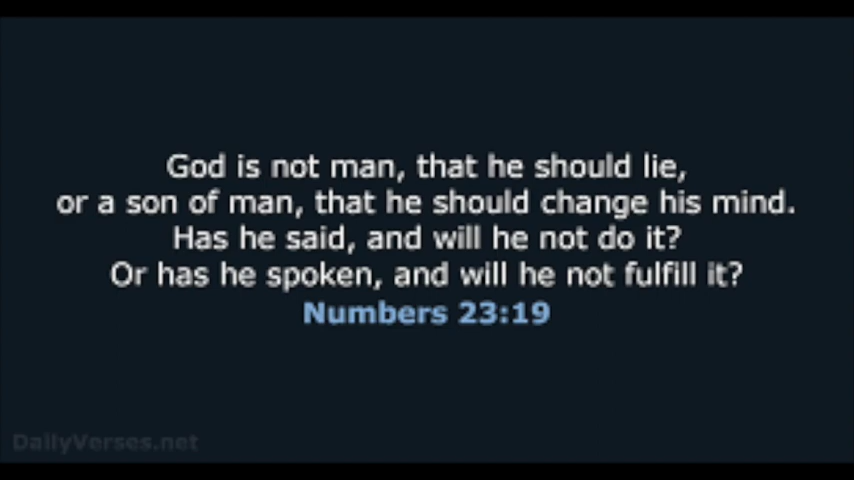 God is not man, that he should lie,
or a son of man, that he should change his mind.
Has he said, and will he not do it?
Or has he spoken, and will he not fulfill it?
Numbers 23:19
DailyVerses.net